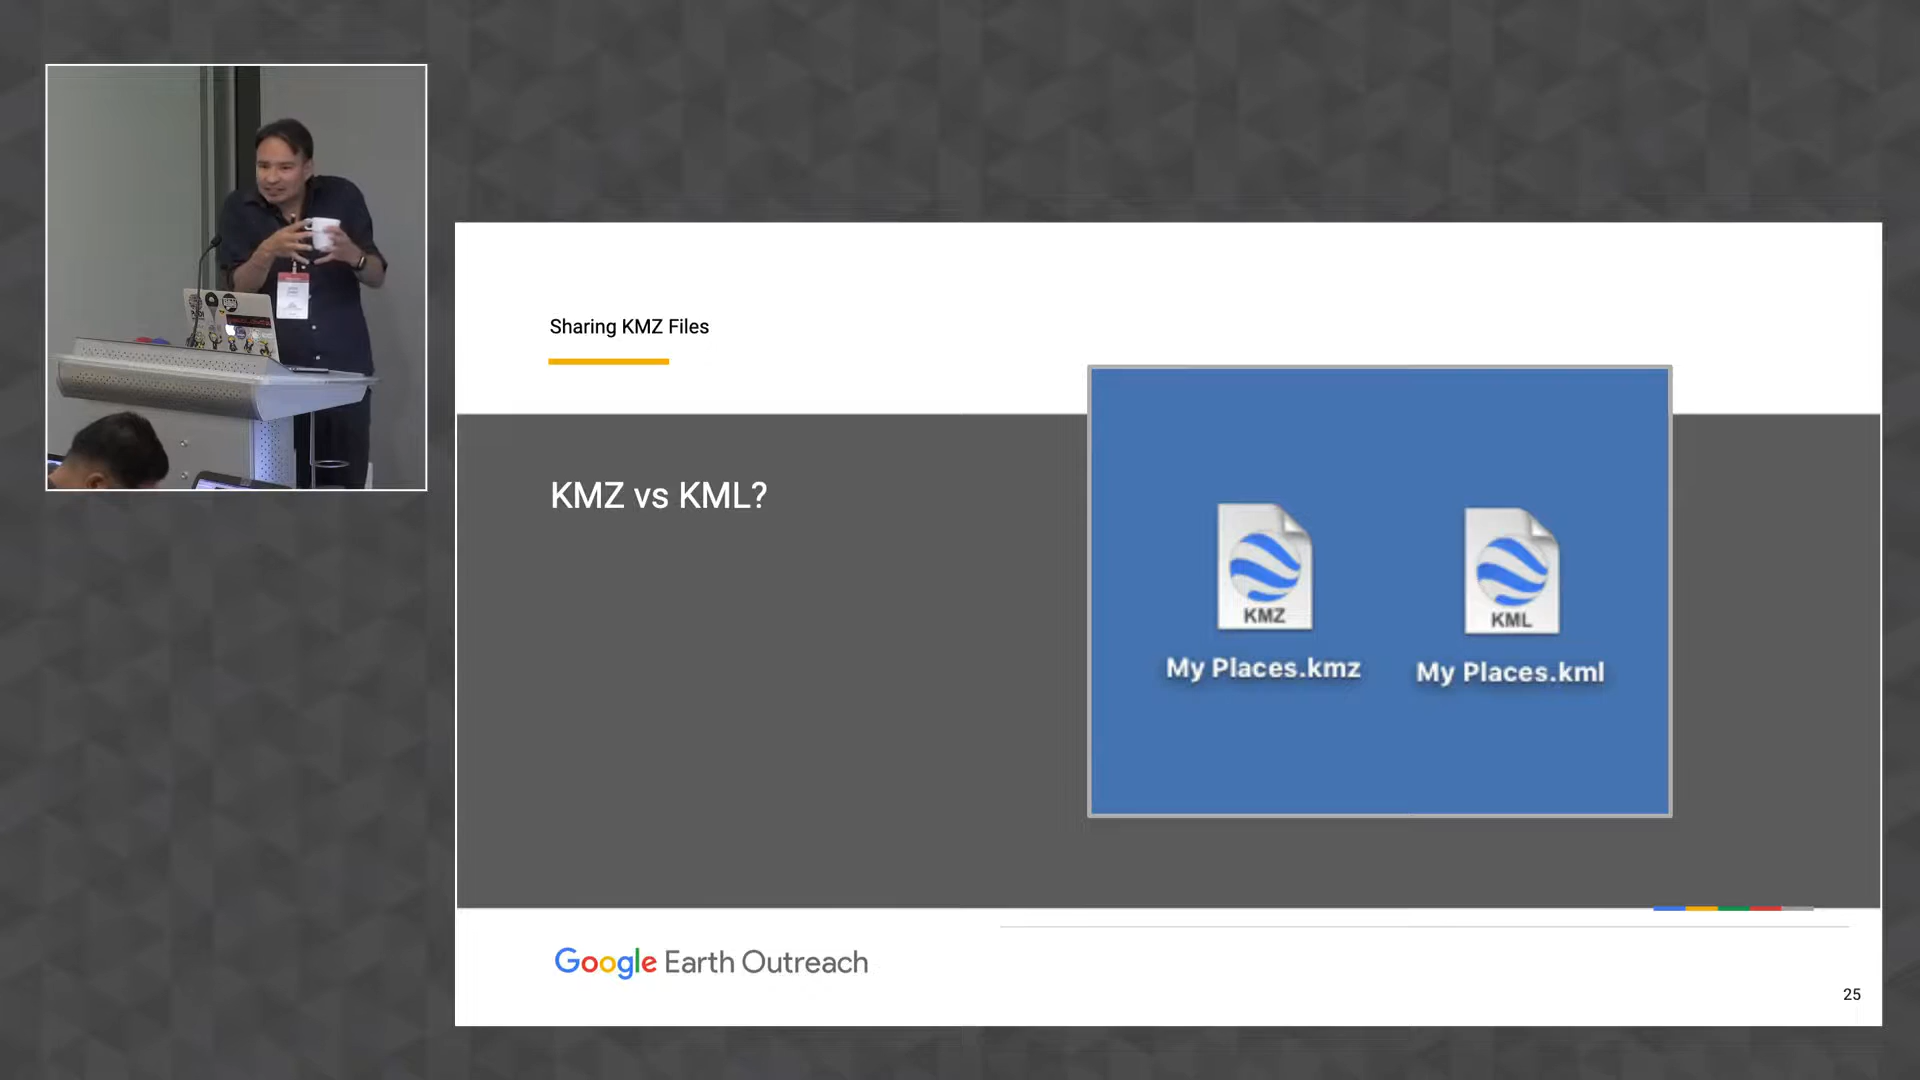 Sharing KMZ Files
KMZ vs KML?
KMZ
KML
My Places.kmz
My Places.kml
Google Earth Outreach
25